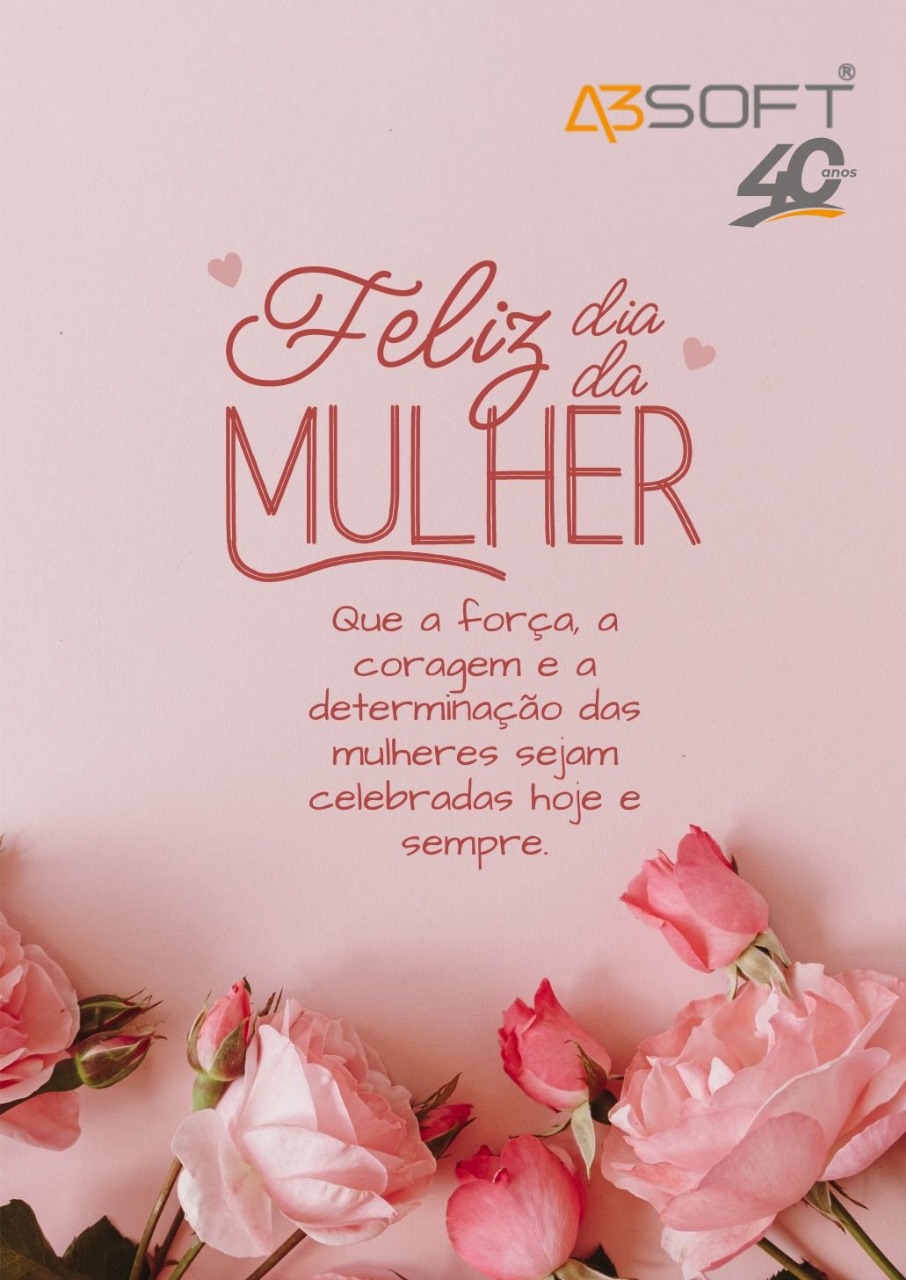 A3SOFT®
40 anos
Feliz dia
da
MULHER
Que a força, a
coragem e a
determinação das
mulheres sejam
celebradas hoje e
sempre.